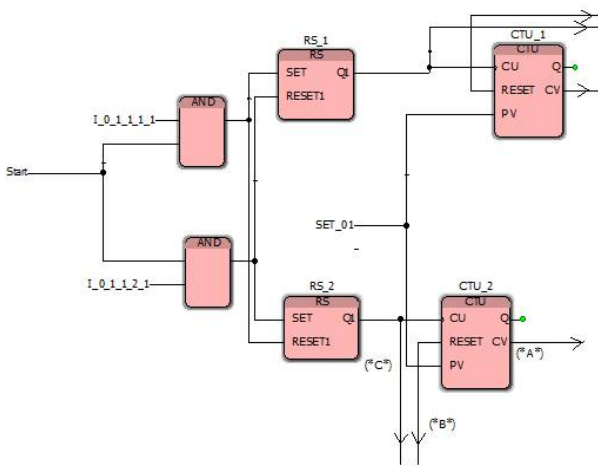 CTU_1
CTU
CU Q
RESET CV
PV
RS_1
RS
SET Q1
RESET1
AND
I_0_1_1_1_1
Start
AND
I_0_1_1_2_1
SET_01
RS_2
RS
SET Q1
RESET1
(*C*)
CTU_2
CTU
CU Q
RESET CV
PV
(*A*)
(*B*)